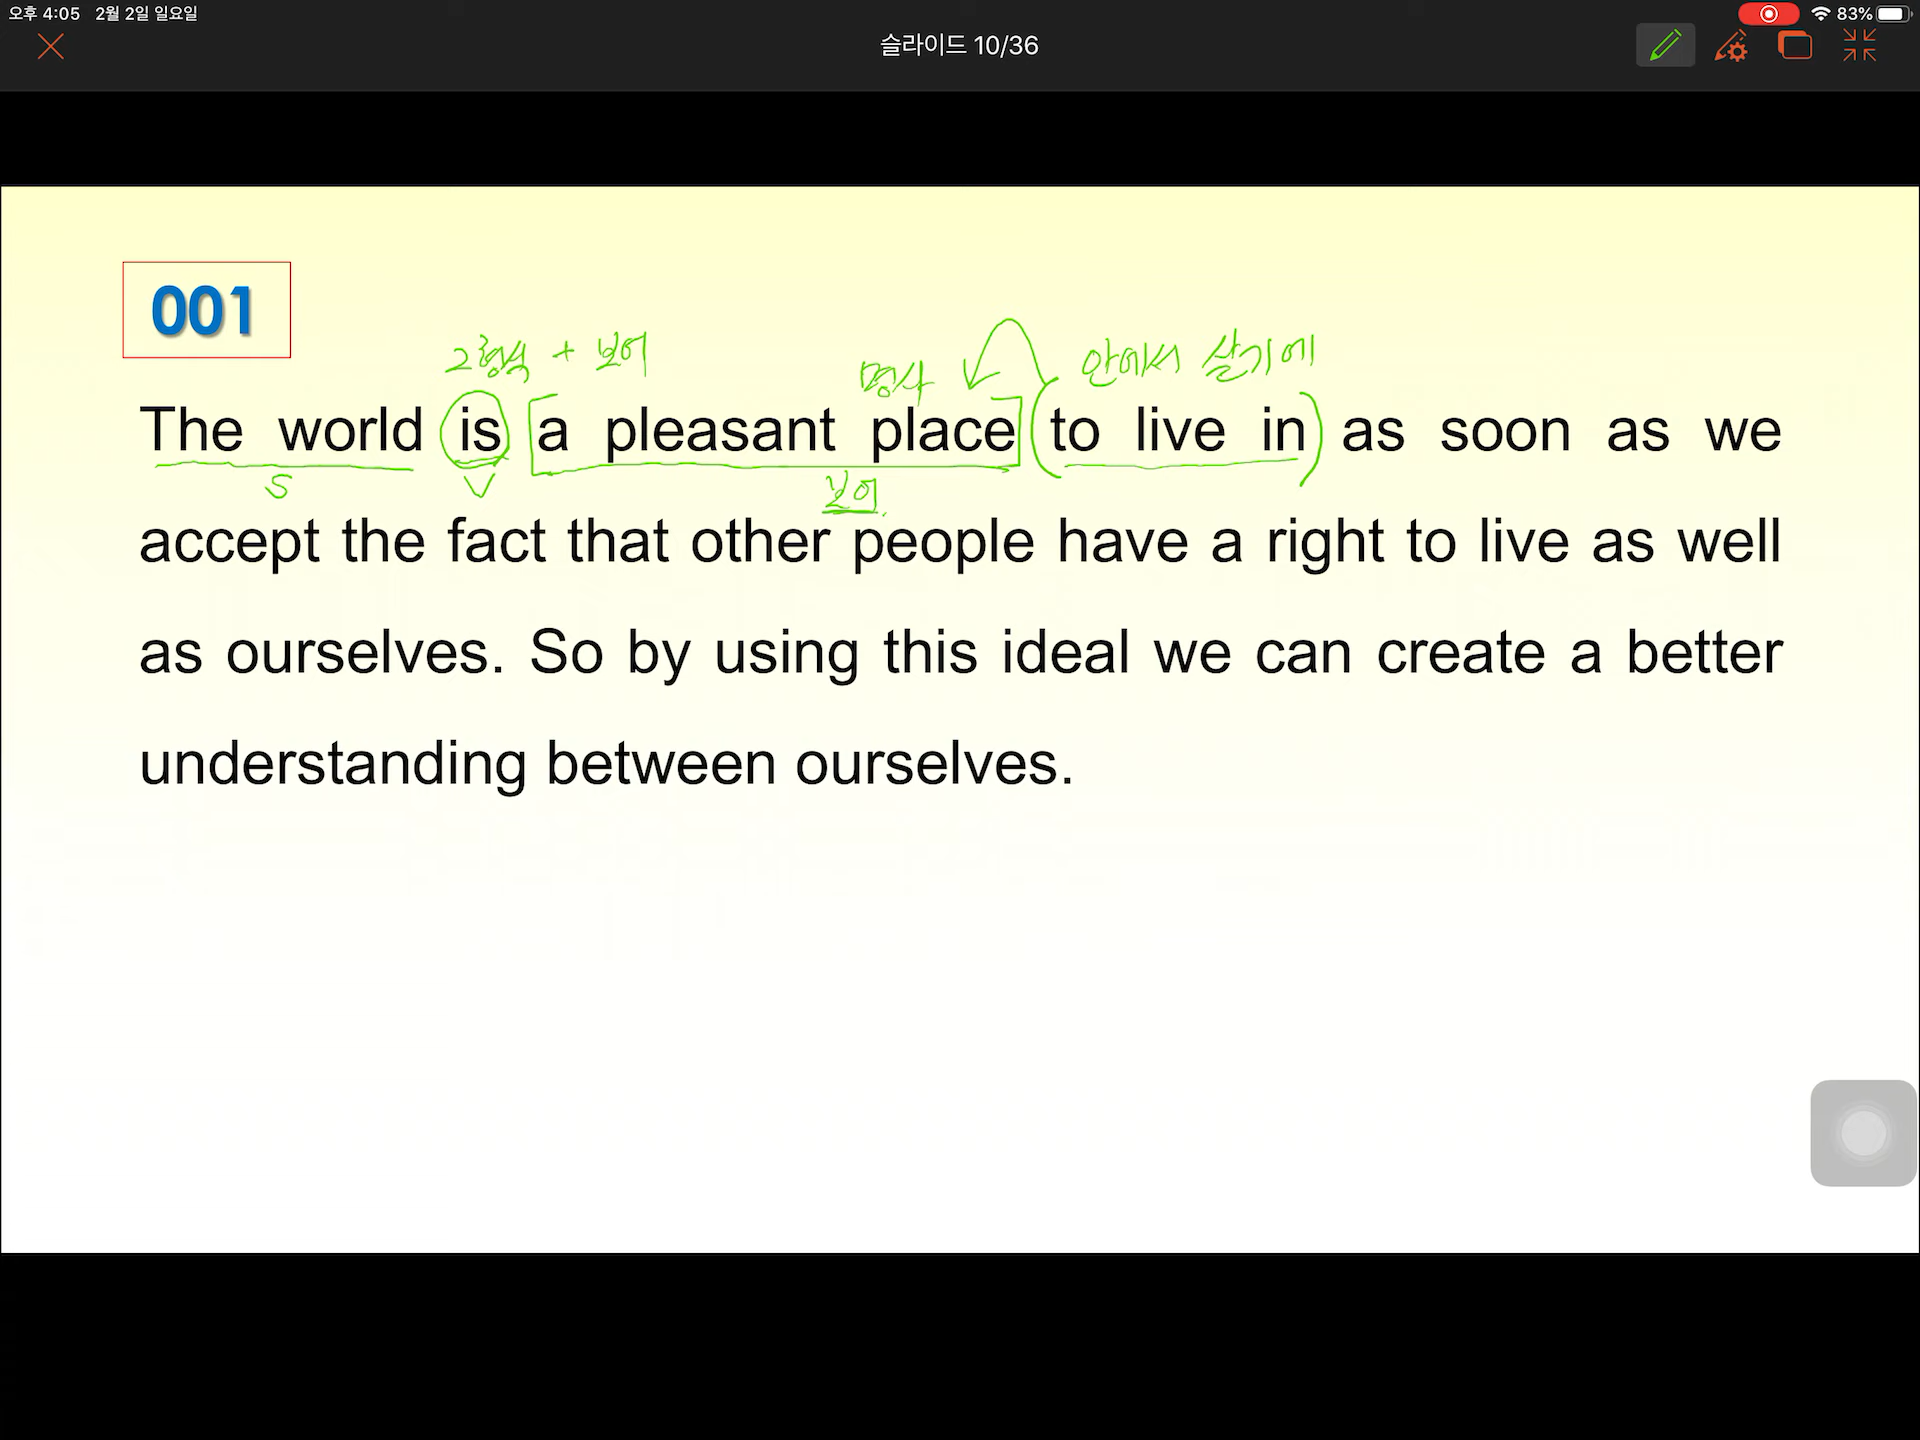 오후 4:05 2월 2일 일요일
83%
슬라이드 10/36
001
2형식 + 보어
명사 안에서 살기에
The world is a pleasant place to live in as soon as we
S V 보어
accept the fact that other people have a right to live as well
as ourselves. So by using this ideal we can create a better
understanding between ourselves.